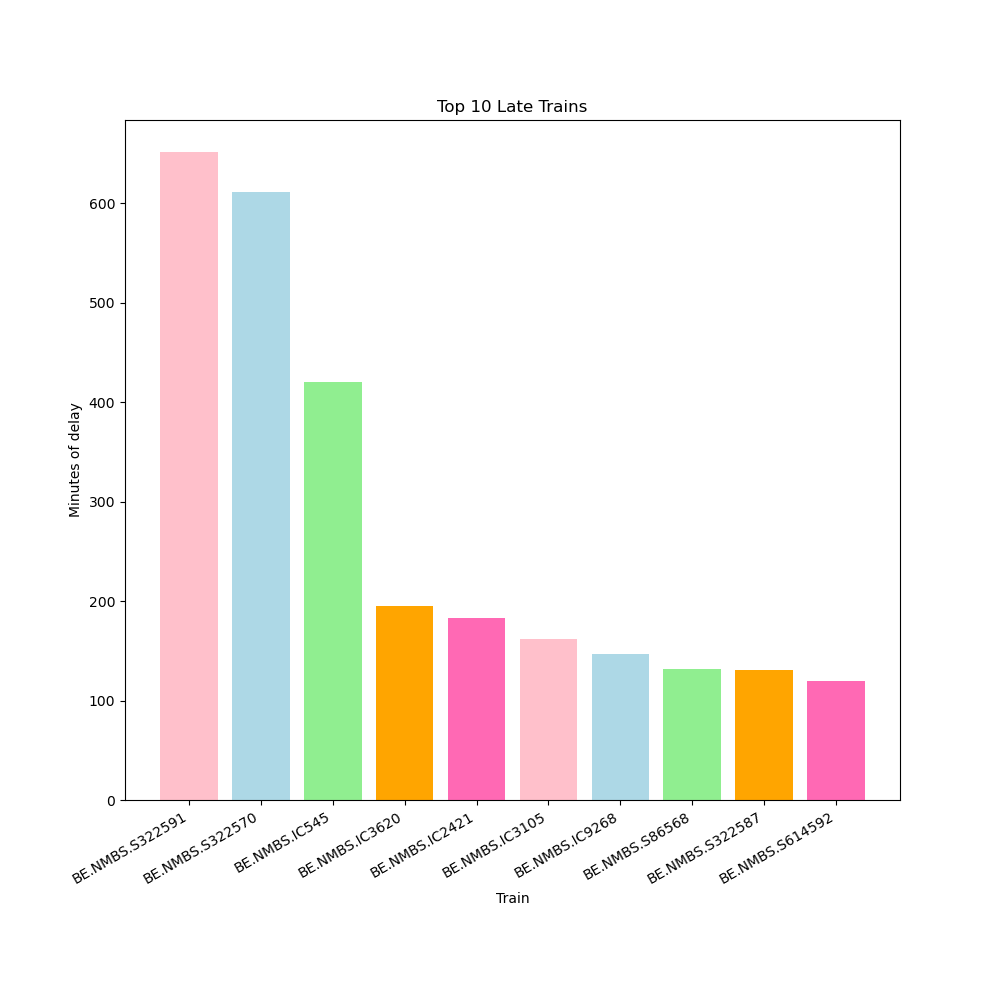 Top 10 Late Trains
Minutes of delay
600
500
400
300
200
100
0
BE.NMBS.S322591
BE.NMBS.S322570
BE.NMBS.IC545
BE.NMBS.IC3620
BE.NMBS.IC2421
BE.NMBS.IC3105
BE.NMBS.IC9268
BE.NMBS.S86568
BE.NMBS.S322587
BE.NMBS.S614592
Train